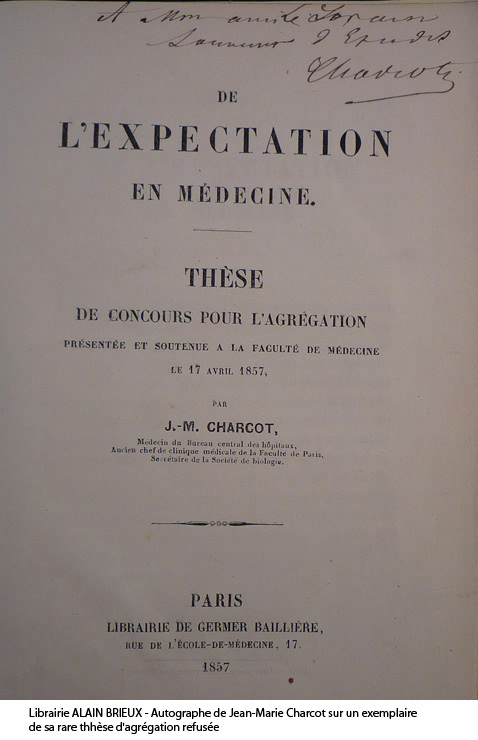 A Mon ami Lorain
Souvenir d'Etudes
Charcot
DE
L'EXPECTATION
EN MÉDECINE.
THÈSE
DE CONCOURS POUR L'AGRÉGATION
PRÉSENTÉE ET SOUTENUE A LA FACULTÉ DE MÉDECINE
LE 17 AVRIL 1857,
PAR
J.-M. CHARCOT,
Médecin du Bureau central des hôpitaux,
Ancien chef de clinique médicale de la Faculté de Paris,
Secrétaire de la Société de biologie.
PARIS
LIBRAIRIE DE GERMER BAILLIÈRE,
RUE DE L'ÉCOLE-DE-MÉDECINE, 17.
1857
Librairie ALAIN BRIEUX - Autographe de Jean-Marie Charcot sur un exemplaire
de sa rare thhèse d'agrégation refusée